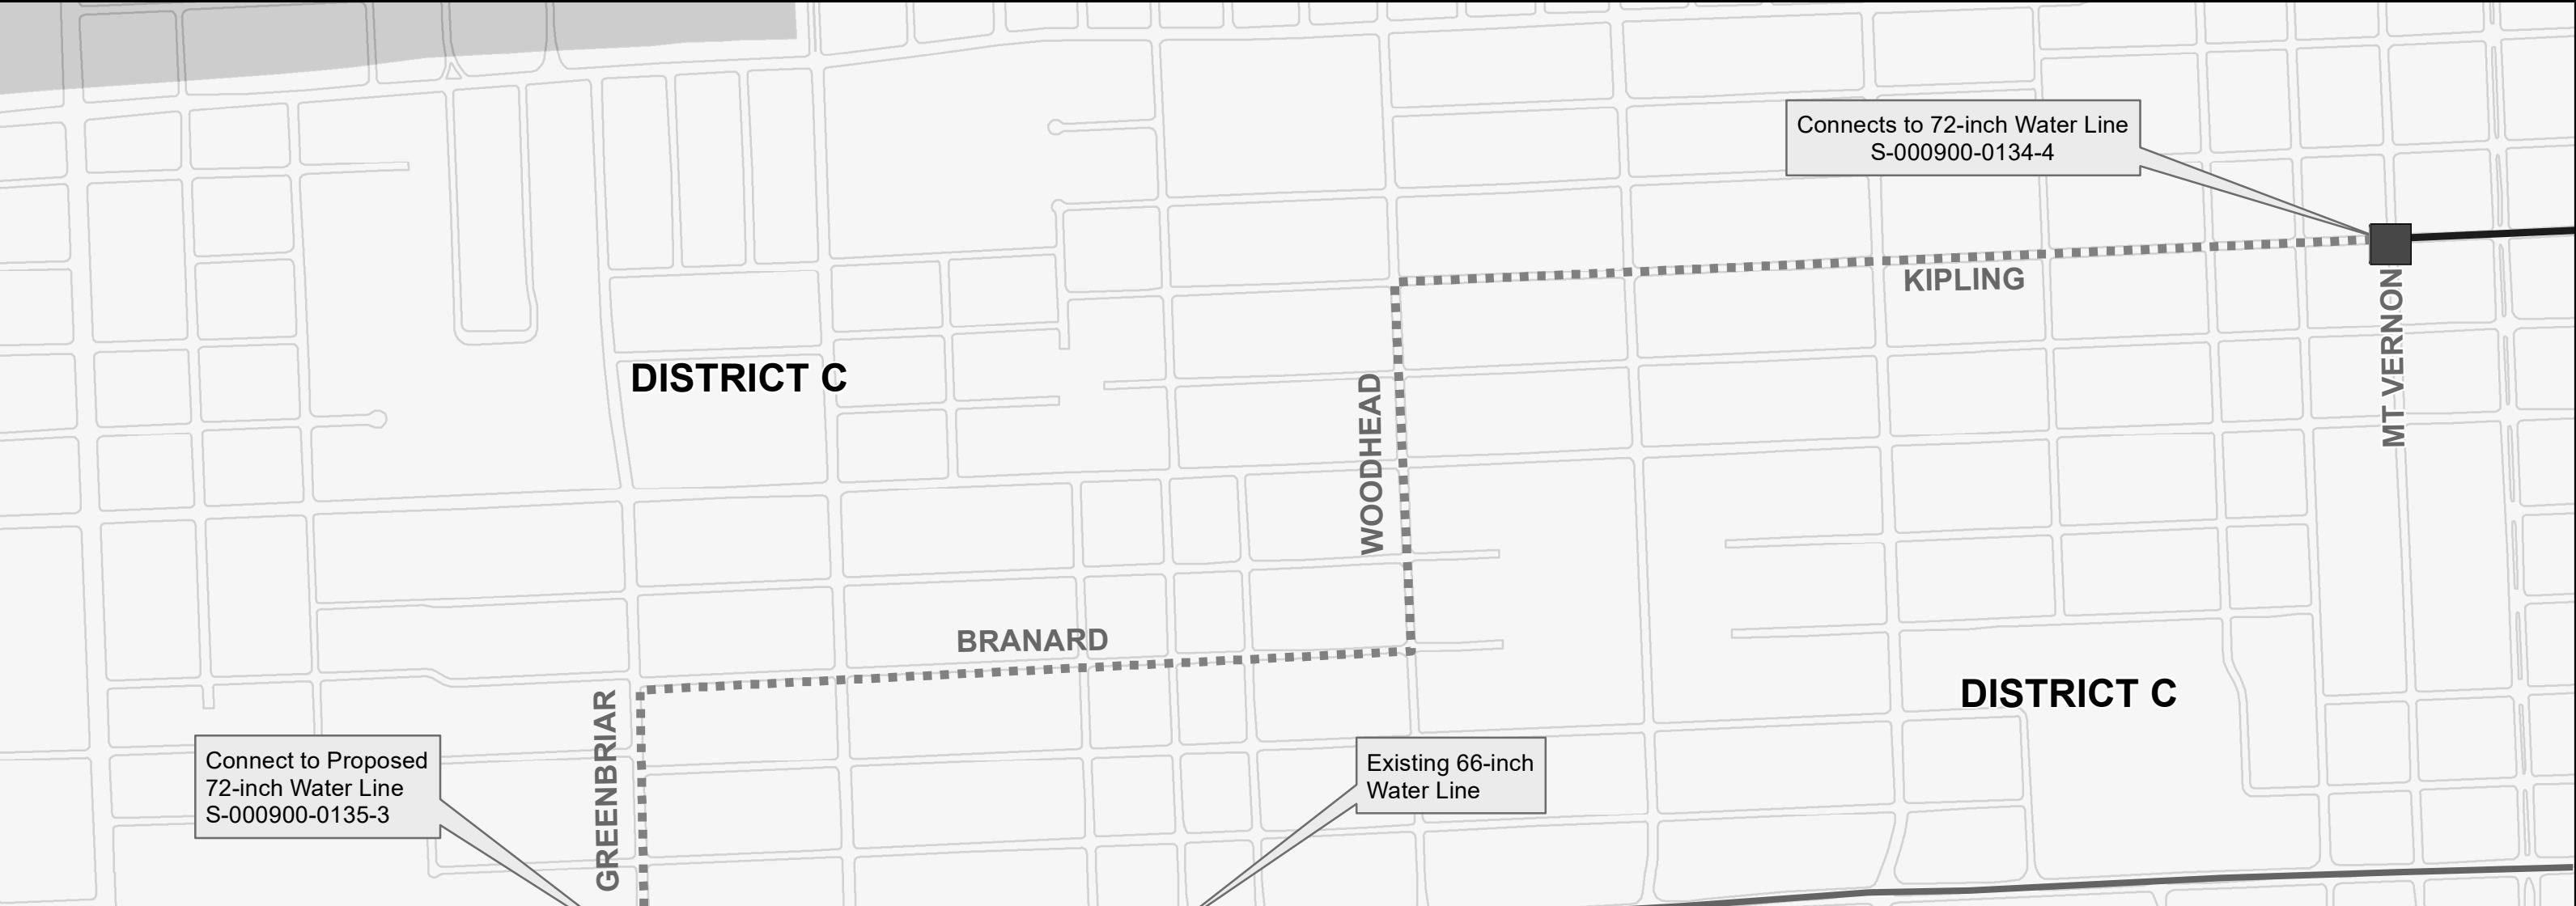 Connects to 72-inch Water Line
S-000900-0134-4
KIPLING
MT VERNON
DISTRICT C
WOODHEAD
BRANARD
DISTRICT C
GREENBRIAR
Connect to Proposed
72-inch Water Line
S-000900-0135-3
Existing 66-inch
Water Line